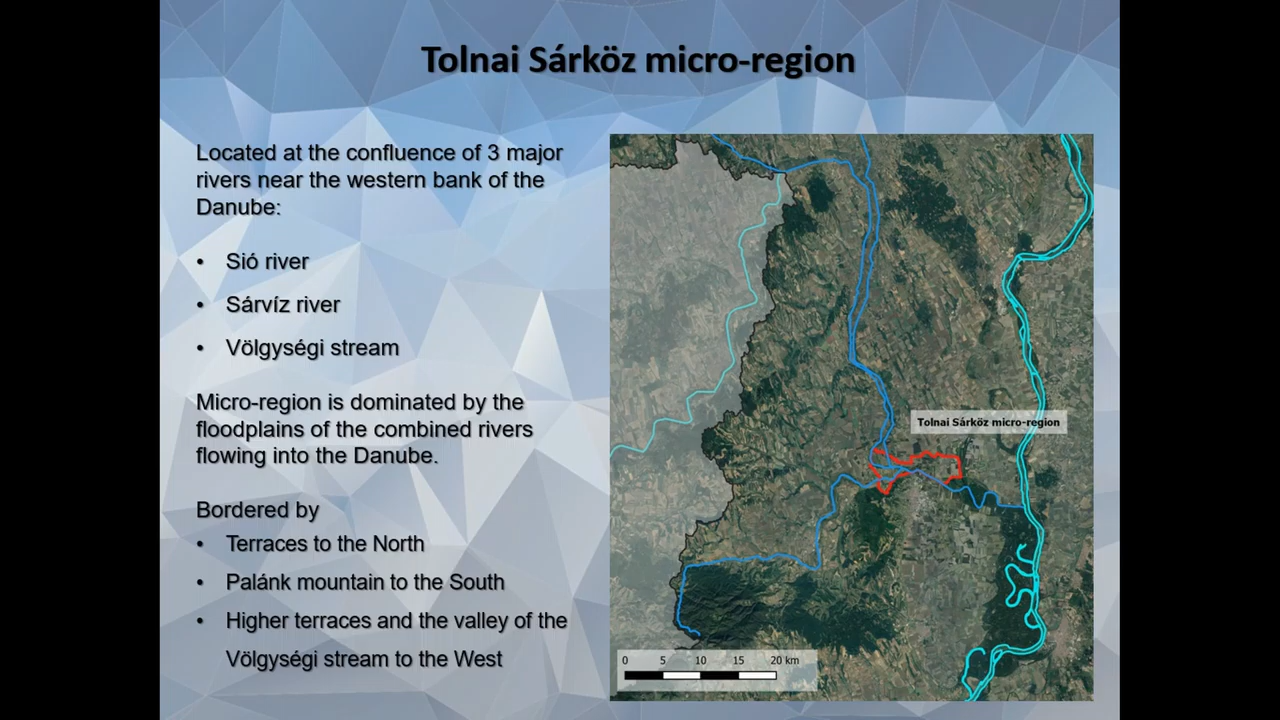 Tolnai Sárköz micro-region
Located at the confluence of 3 major
rivers near the western bank of the
Danube:
• Sió river
• Sárvíz river
• Völgységi stream
Micro-region is dominated by the
floodplains of the combined rivers
flowing into the Danube.
Bordered by
• Terraces to the North
• Palánk mountain to the South
• Higher terraces and the valley of the
Völgységi stream to the West
Tolnai Sárköz micro-region
0 5 10 15 20 km